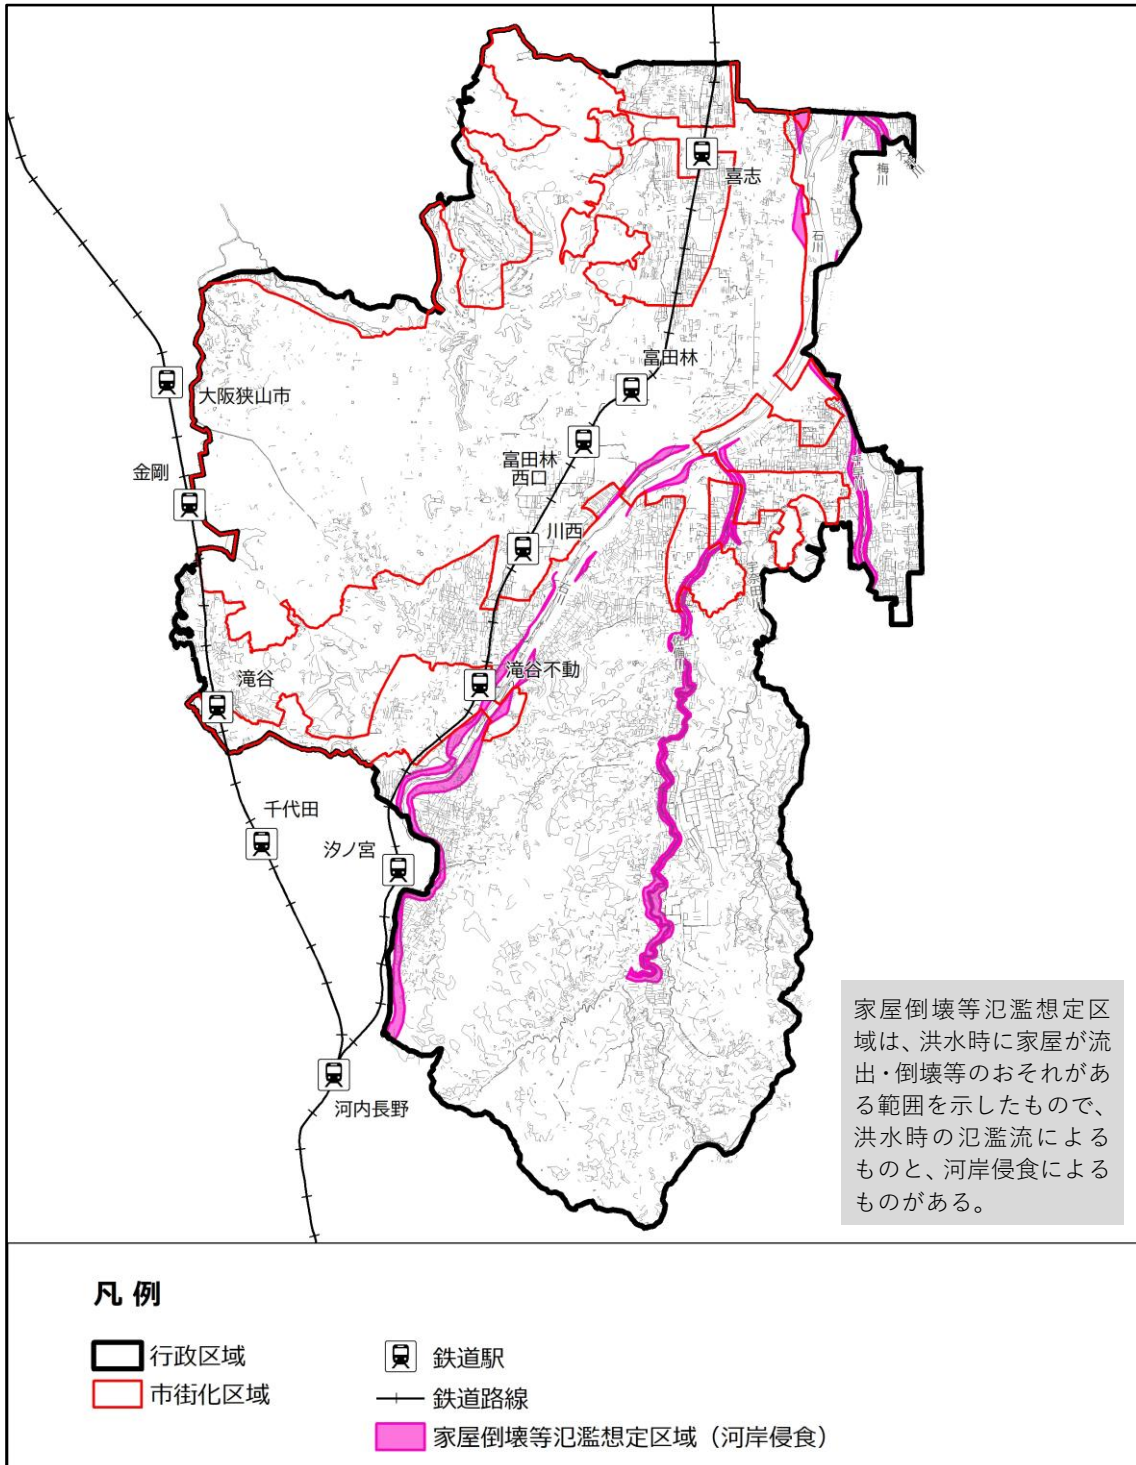 喜志
梅川
石川
富田林
大阪狭山市
富田林
西口
金剛
川西
石川
滝谷不動
滝谷
千代田
汐ノ宮
河内長野
家屋倒壊等氾濫想定区
域は、洪水時に家屋が流
出・倒壊等のおそれがあ
る範囲を示したもので、
洪水時の氾濫流による
ものと、河岸侵食による
ものがある。
凡例
行政区域
鉄道駅
市街化区域
鉄道路線
家屋倒壊等氾濫想定区域（河岸侵食）